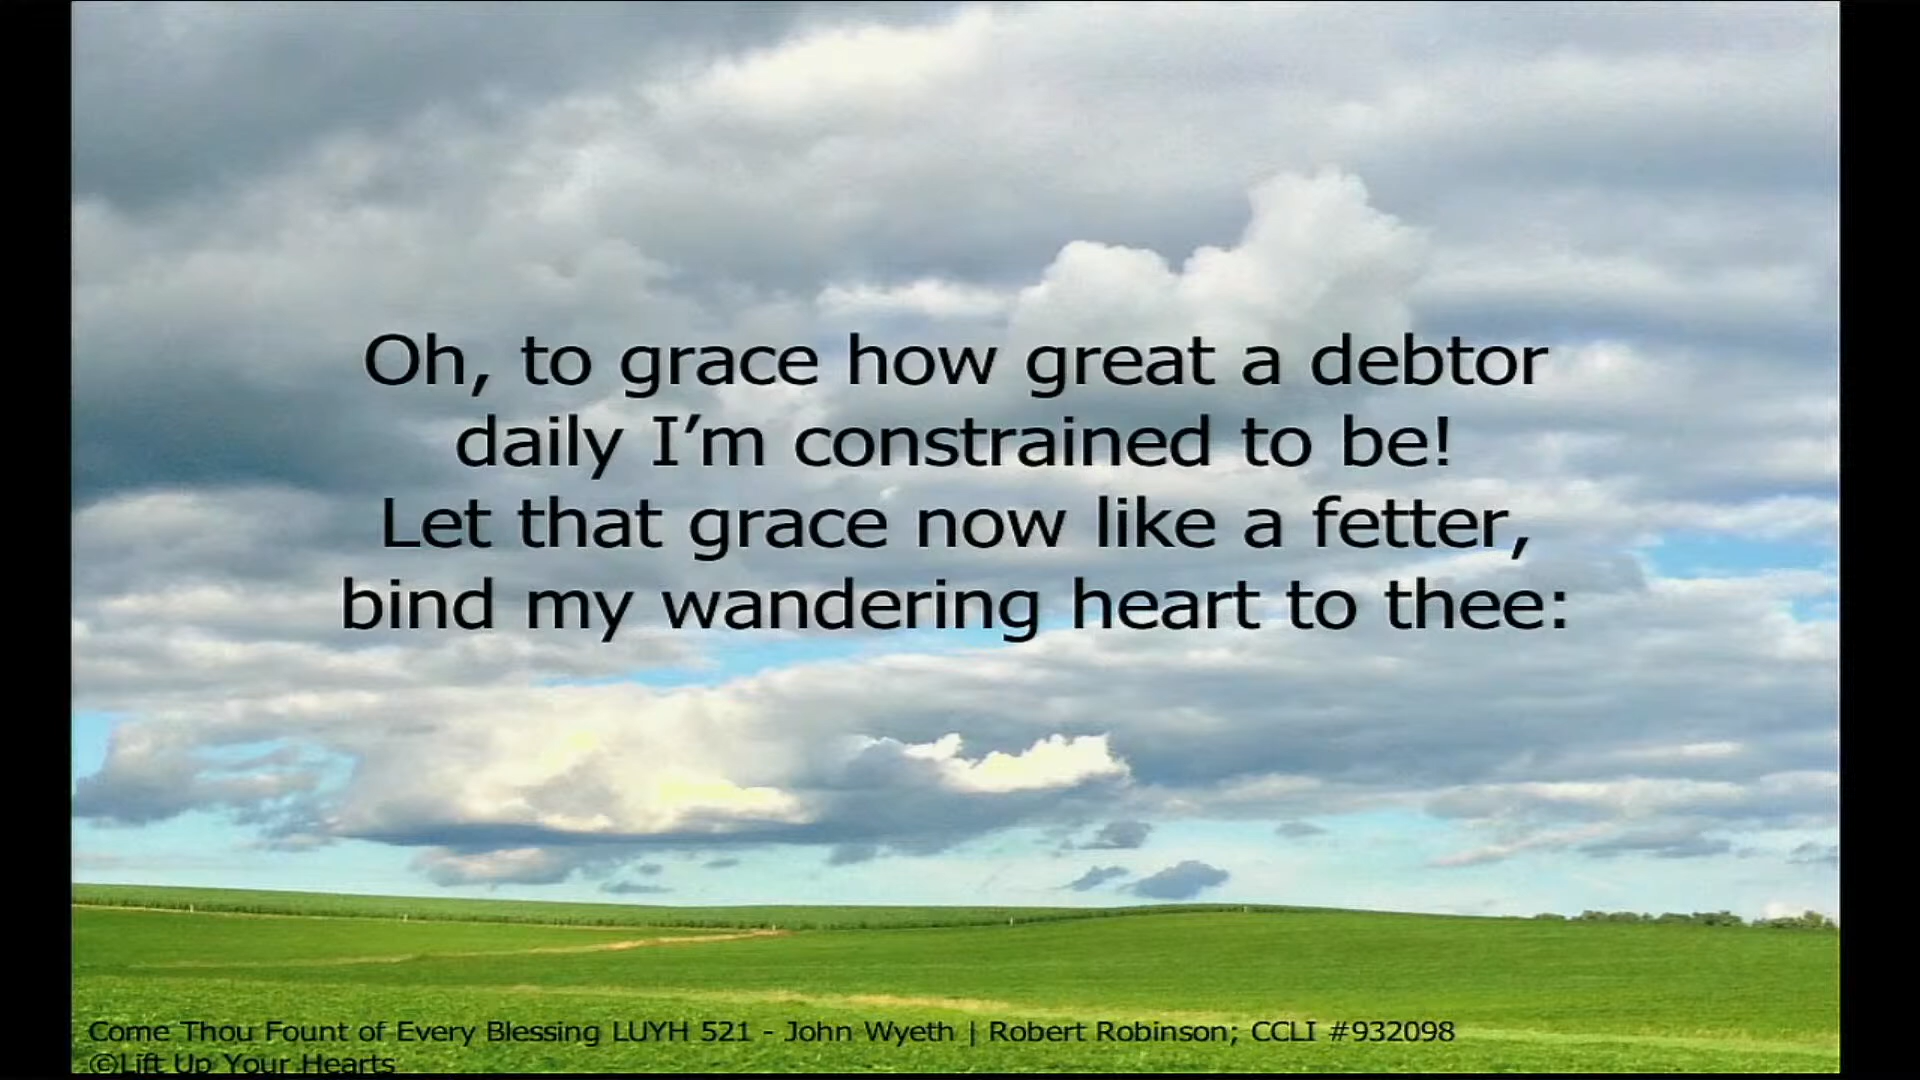 Oh, to grace how great a debtor
daily I’m constrained to be!
Let that grace now like a fetter,
bind my wandering heart to thee:
Come Thou Fount of Every Blessing LUYH 521 - John Wyeth | Robert Robinson; CCLI #932098
©Lift Up Your Hearts